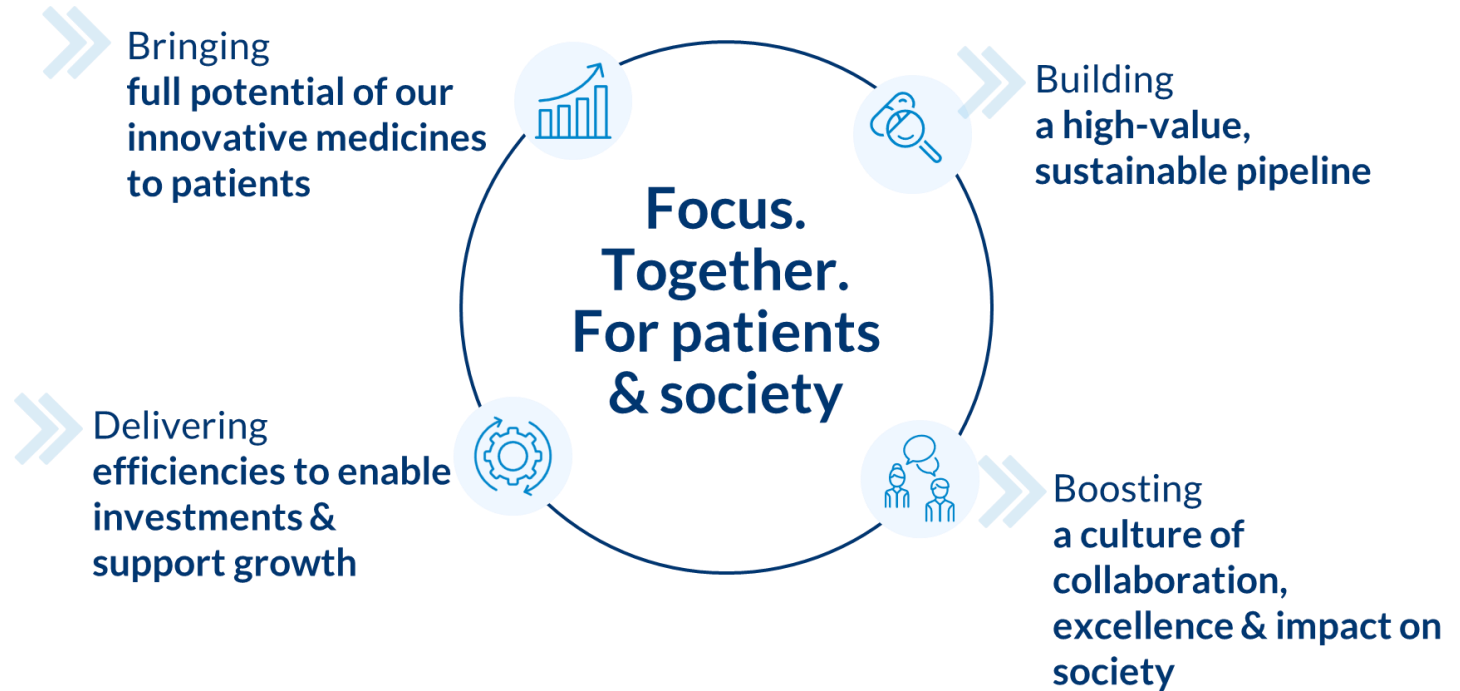 Bringing
full potential of our
innovative medicines
to patients
Building
a high-value,
sustainable pipeline
Focus.
Together.
For patients
& society
Delivering
efficiencies to enable
investments &
support growth
Boosting
a culture of
collaboration,
excellence & impact on
society